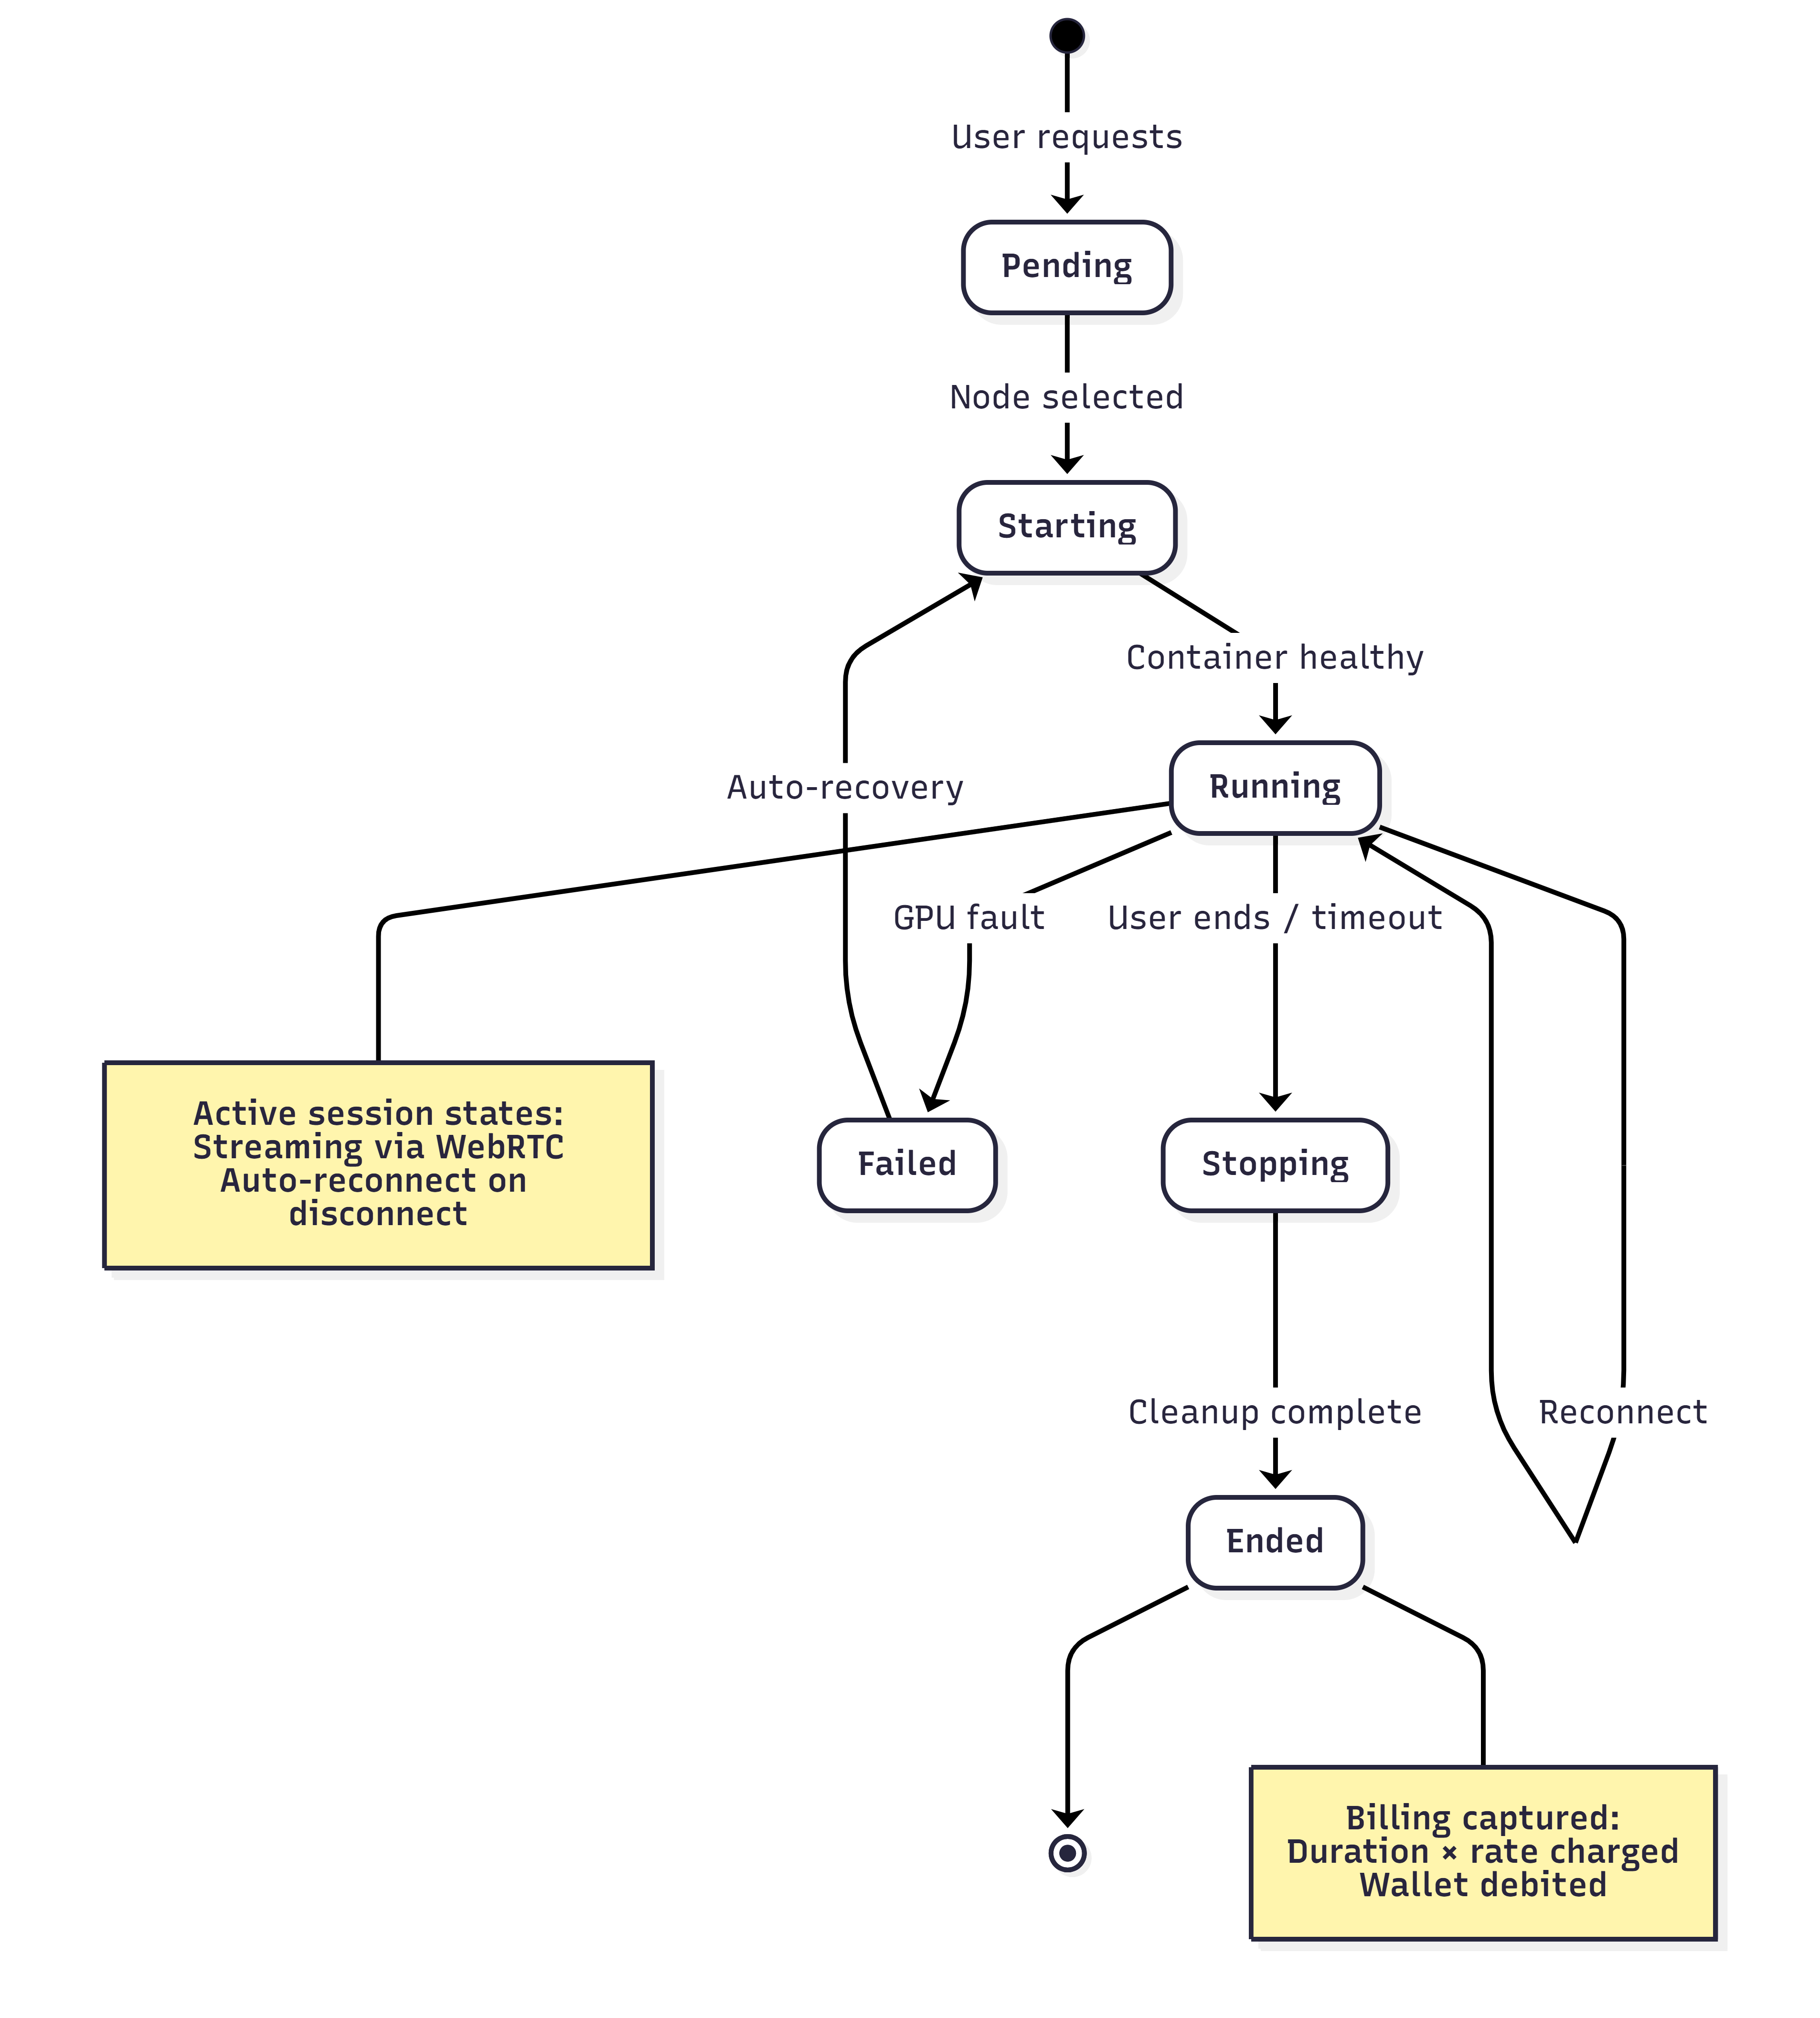 User requests
Pending
Node selected
Starting
Container healthy
Auto-recovery
Running
GPU fault
User ends / timeout
Active session states:
Streaming via WebRTC
Auto-reconnect on
disconnect
Failed
Stopping
Cleanup complete
Reconnect
Ended
Billing captured:
Duration × rate charged
Wallet debited